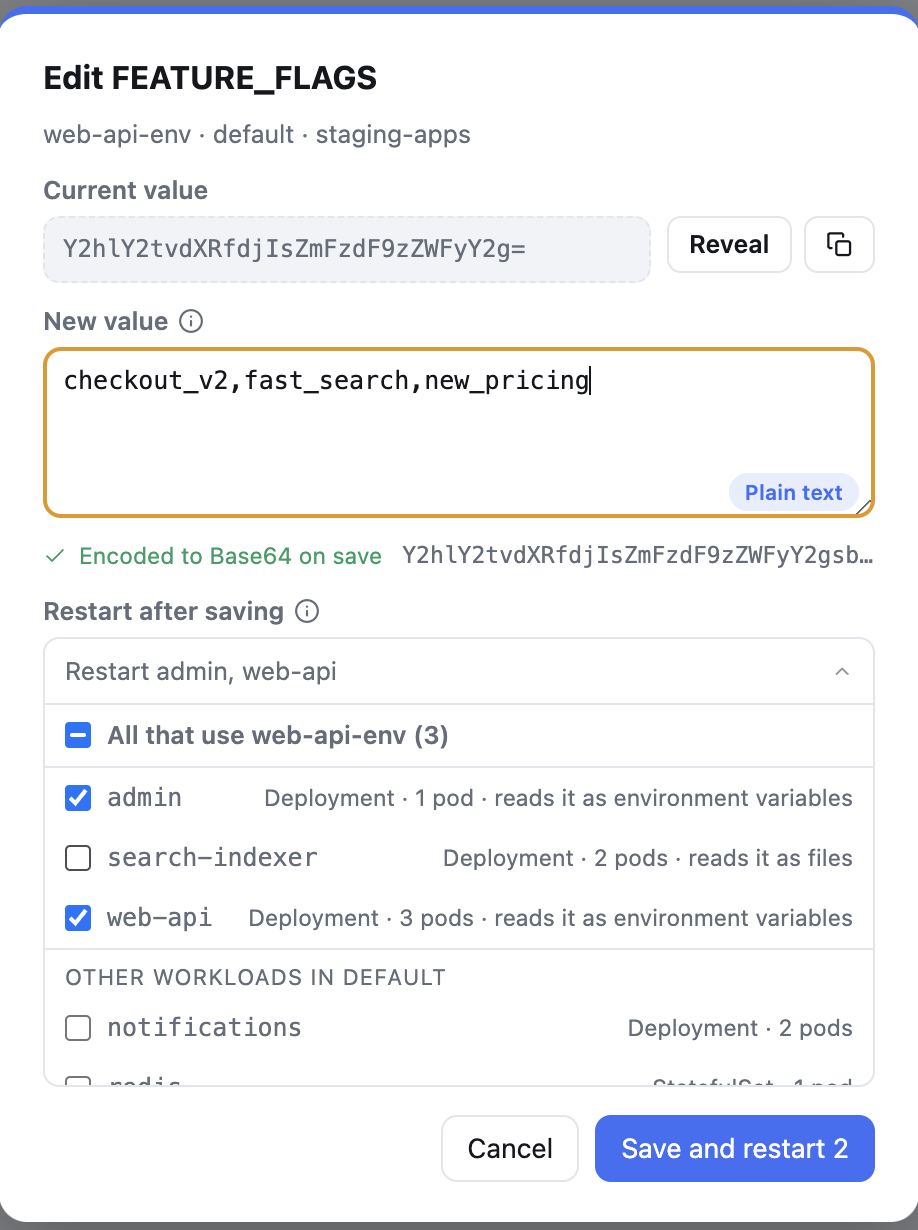 Edit FEATURE_FLAGS
web-api-env · default · staging-apps
Current value
Y2hlY2tvdXRfdjIsZmFzdF9zZWFyY2g=
Reveal
New value
checkout_v2,fast_search,new_pricing
Plain text
Encoded to Base64 on save Y2hlY2tvdXRfdjIsZmFzdF9zZWFyY2gsb…
Restart after saving
Restart admin, web-api
All that use web-api-env (3)
admin Deployment · 1 pod · reads it as environment variables
search-indexer Deployment · 2 pods · reads it as files
web-api Deployment · 3 pods · reads it as environment variables
OTHER WORKLOADS IN DEFAULT
notifications Deployment · 2 pods
redis StatefulSet · 1 pod
Cancel
Save and restart 2